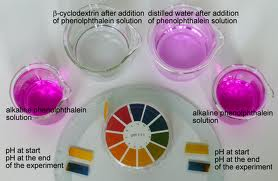 β-cyclodextrin after addition
of phenolphthalein solution
distilled water after addition
of phenolphthalein solution
alkaline phenolphthalein
solution
alkaline phenolphthalein
solution
pH at start
pH at the end
of the experiment
pH at start
pH at the end
of the experiment